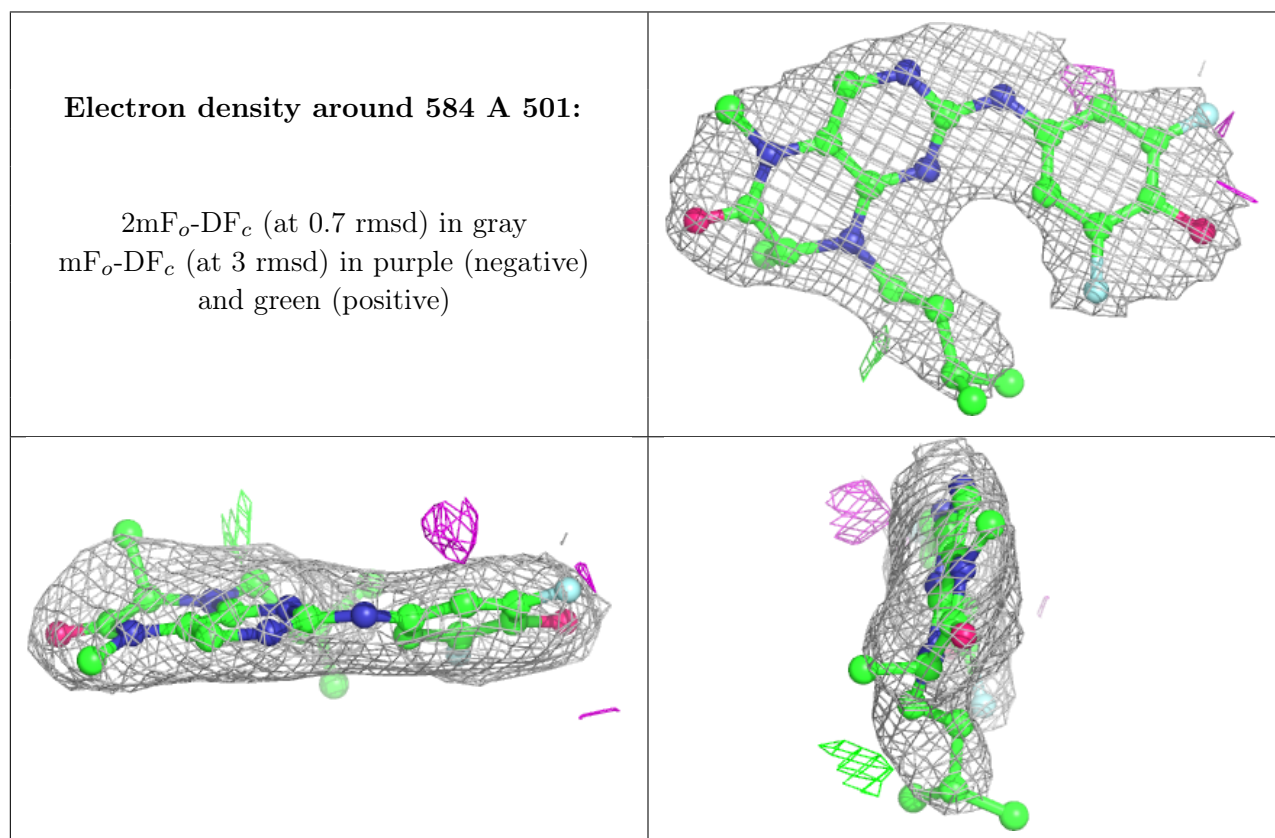 Electron density around 584 A 501:
2mFₒ-DF𝒸 (at 0.7 rmsd) in gray
mFₒ-DF𝒸 (at 3 rmsd) in purple (negative)
and green (positive)